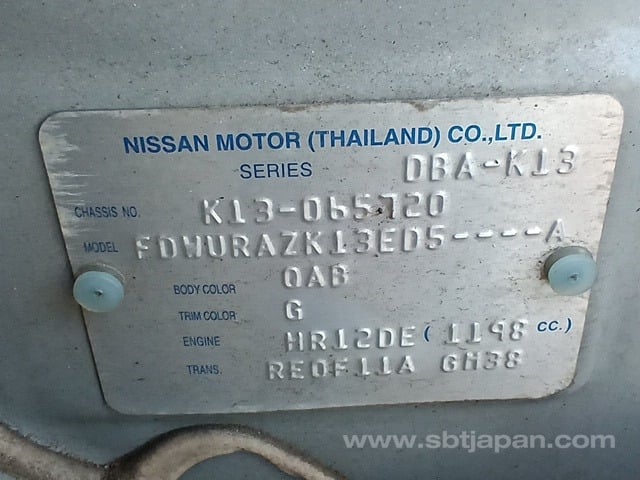 NISSAN MOTOR (THAILAND) CO.,LTD.
SERIES DBA-K13
CHASSIS NO. K13-065720
MODEL FDWURAZK13ED5----A
BODY COLOR QAB
TRIM COLOR G
ENGINE HR12DE ( 1198 CC. )
TRANS. RE0F11A GH38
www.sbtjapan.com